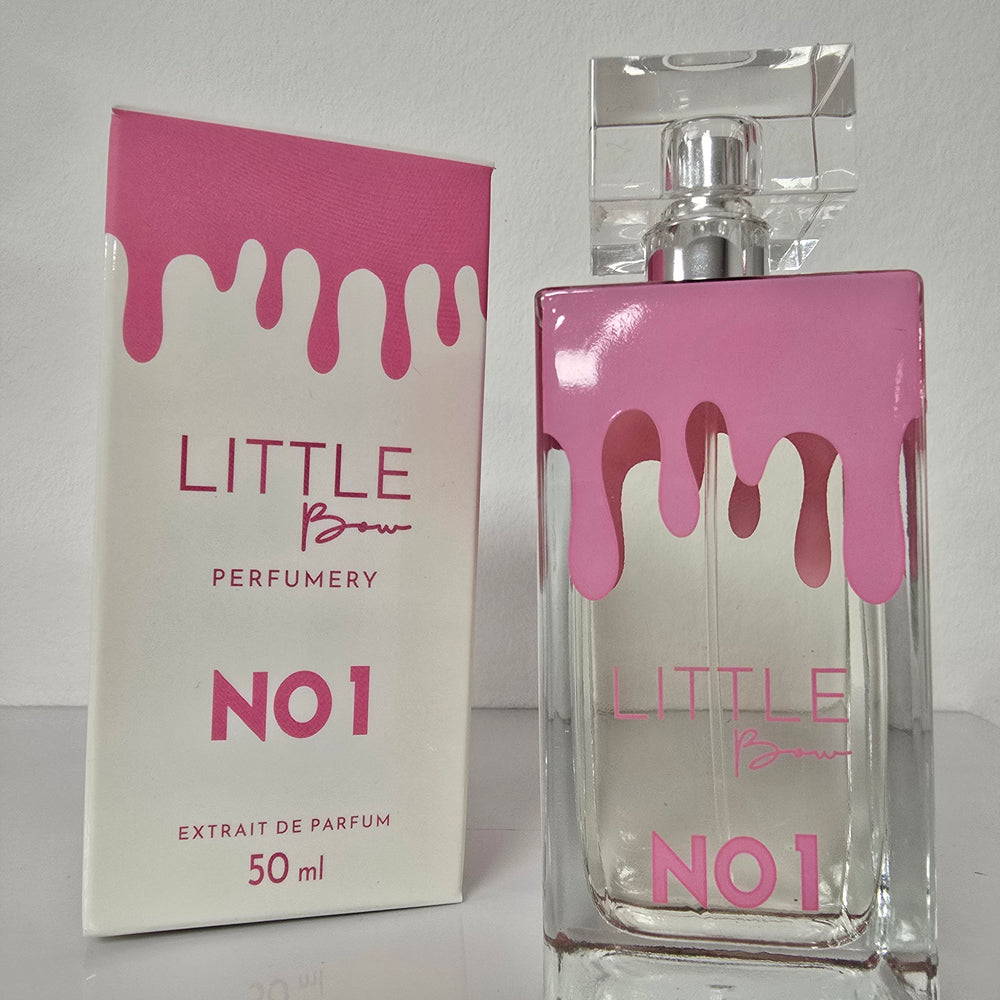 LITTLE
Bow
PERFUMERY
NO1
EXTRAIT DE PARFUM
50 ml
LITTLE
Bow
NO1